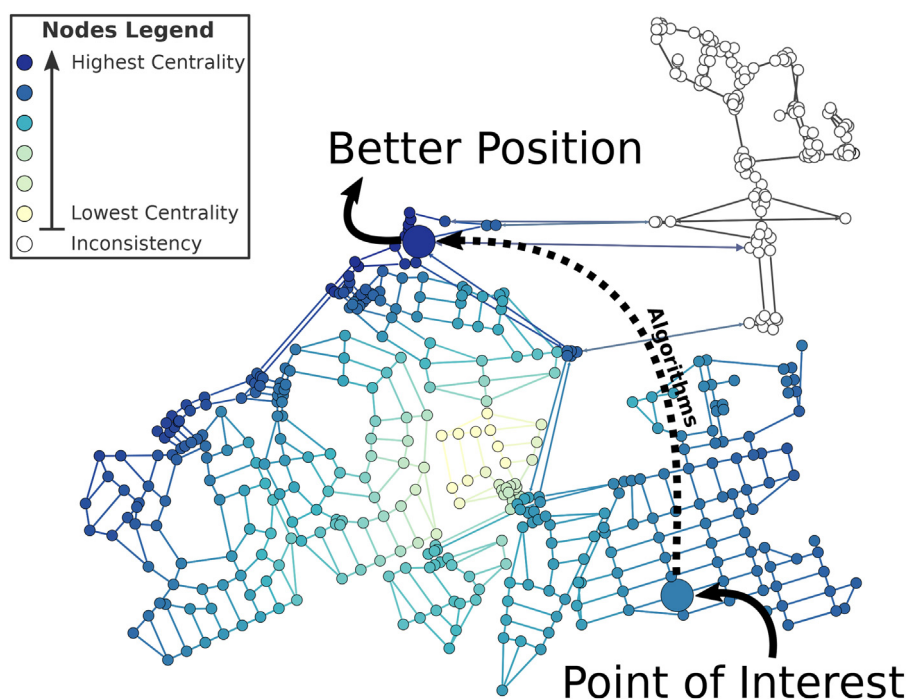 Nodes Legend
Highest Centrality
Lowest Centrality
Inconsistency
Better Position
Algorithms
Point of Interest